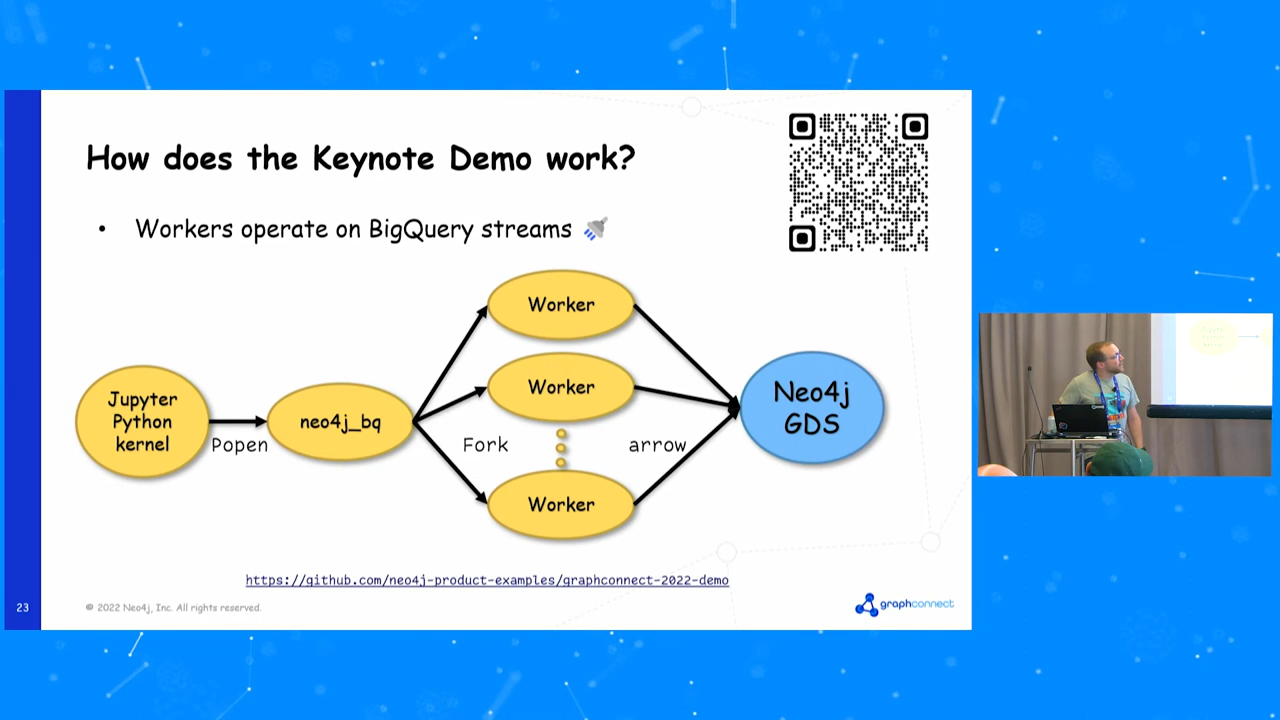 How does the Keynote Demo work?
• Workers operate on BigQuery streams
Worker
Worker
Worker
Jupyter
Python
kernel
Popen
neo4j_bq
Fork
arrow
Neo4j
GDS
https://github.com/neo4j-product-examples/graphconnect-2022-demo
23
© 2022 Neo4j, Inc. All rights reserved.
graphconnect